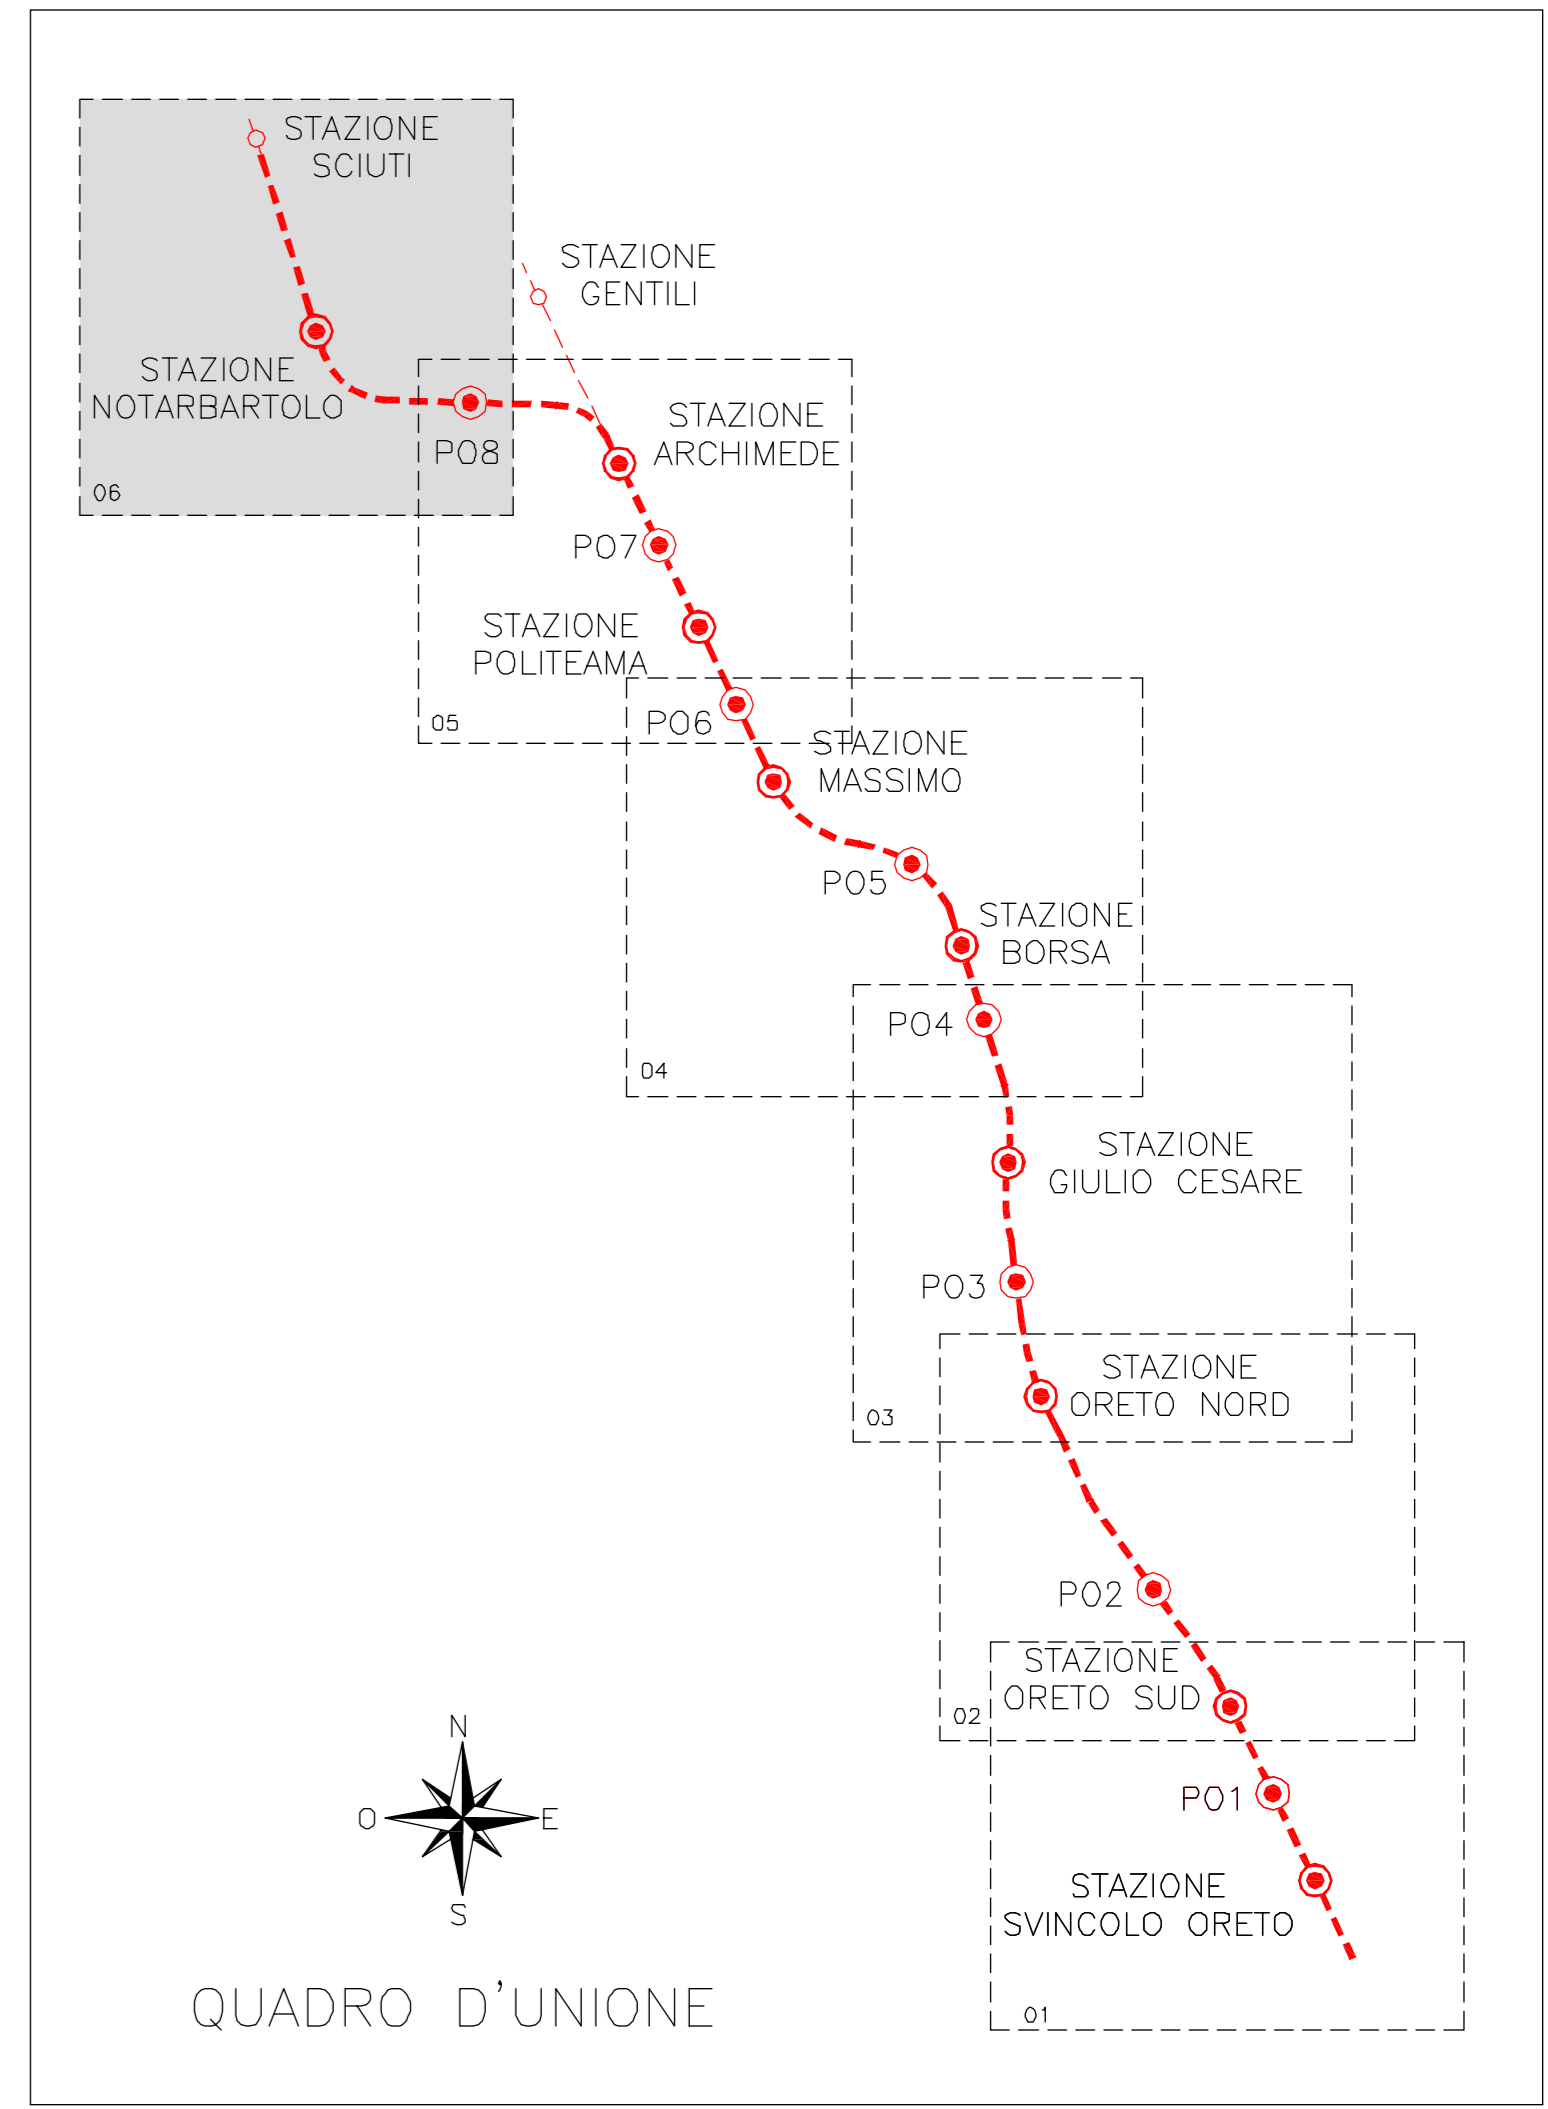 STAZIONE
SCIUTI
STAZIONE
GENTILI
STAZIONE
NOTARBARTOLO
STAZIONE
ARCHIMEDE
P08
06
P07
STAZIONE
POLITEAMA
05
P06
STAZIONE
MASSIMO
P05
STAZIONE
BORSA
P04
04
STAZIONE
GIULIO CESARE
P03
STAZIONE
ORETO NORD
03
P02
STAZIONE
ORETO SUD
02
P01
STAZIONE
SVINCOLO ORETO
01
N
O
E
S
QUADRO D'UNIONE